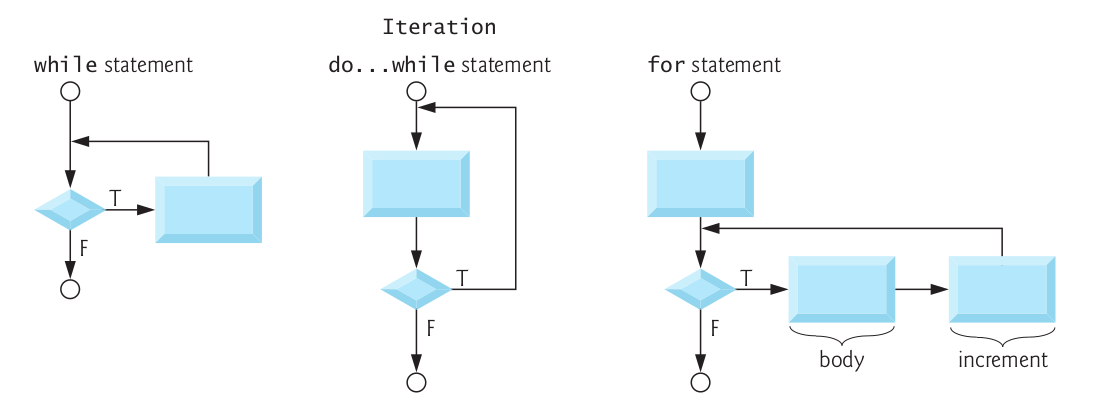 Iteration
while statement
do...while statement
for statement
T
F
T
F
T
F
body
increment